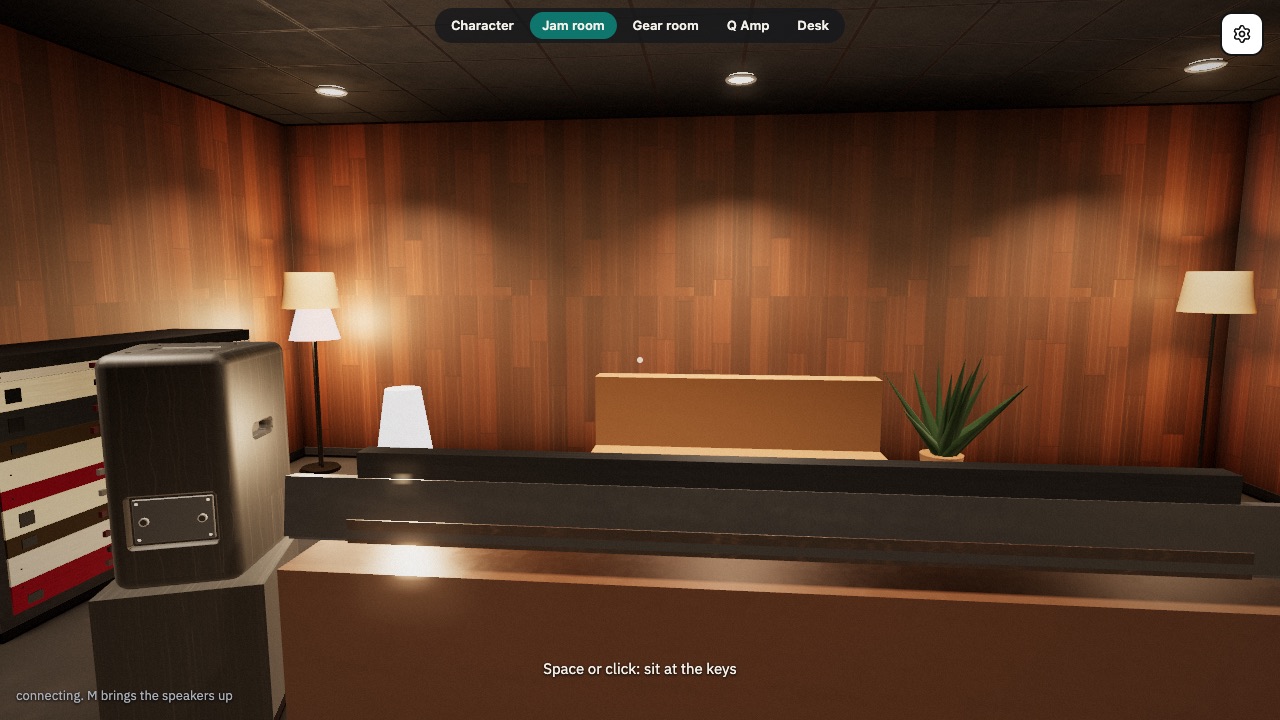 Character
Jam room
Gear room
Q Amp
Desk
Space or click: sit at the keys
connecting. M brings the speakers up